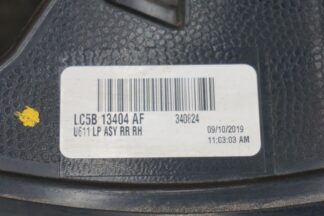 LC5B 13404 AF 340824
U611 LP ASY RR RH 09/10/2019
11:03:03 AM